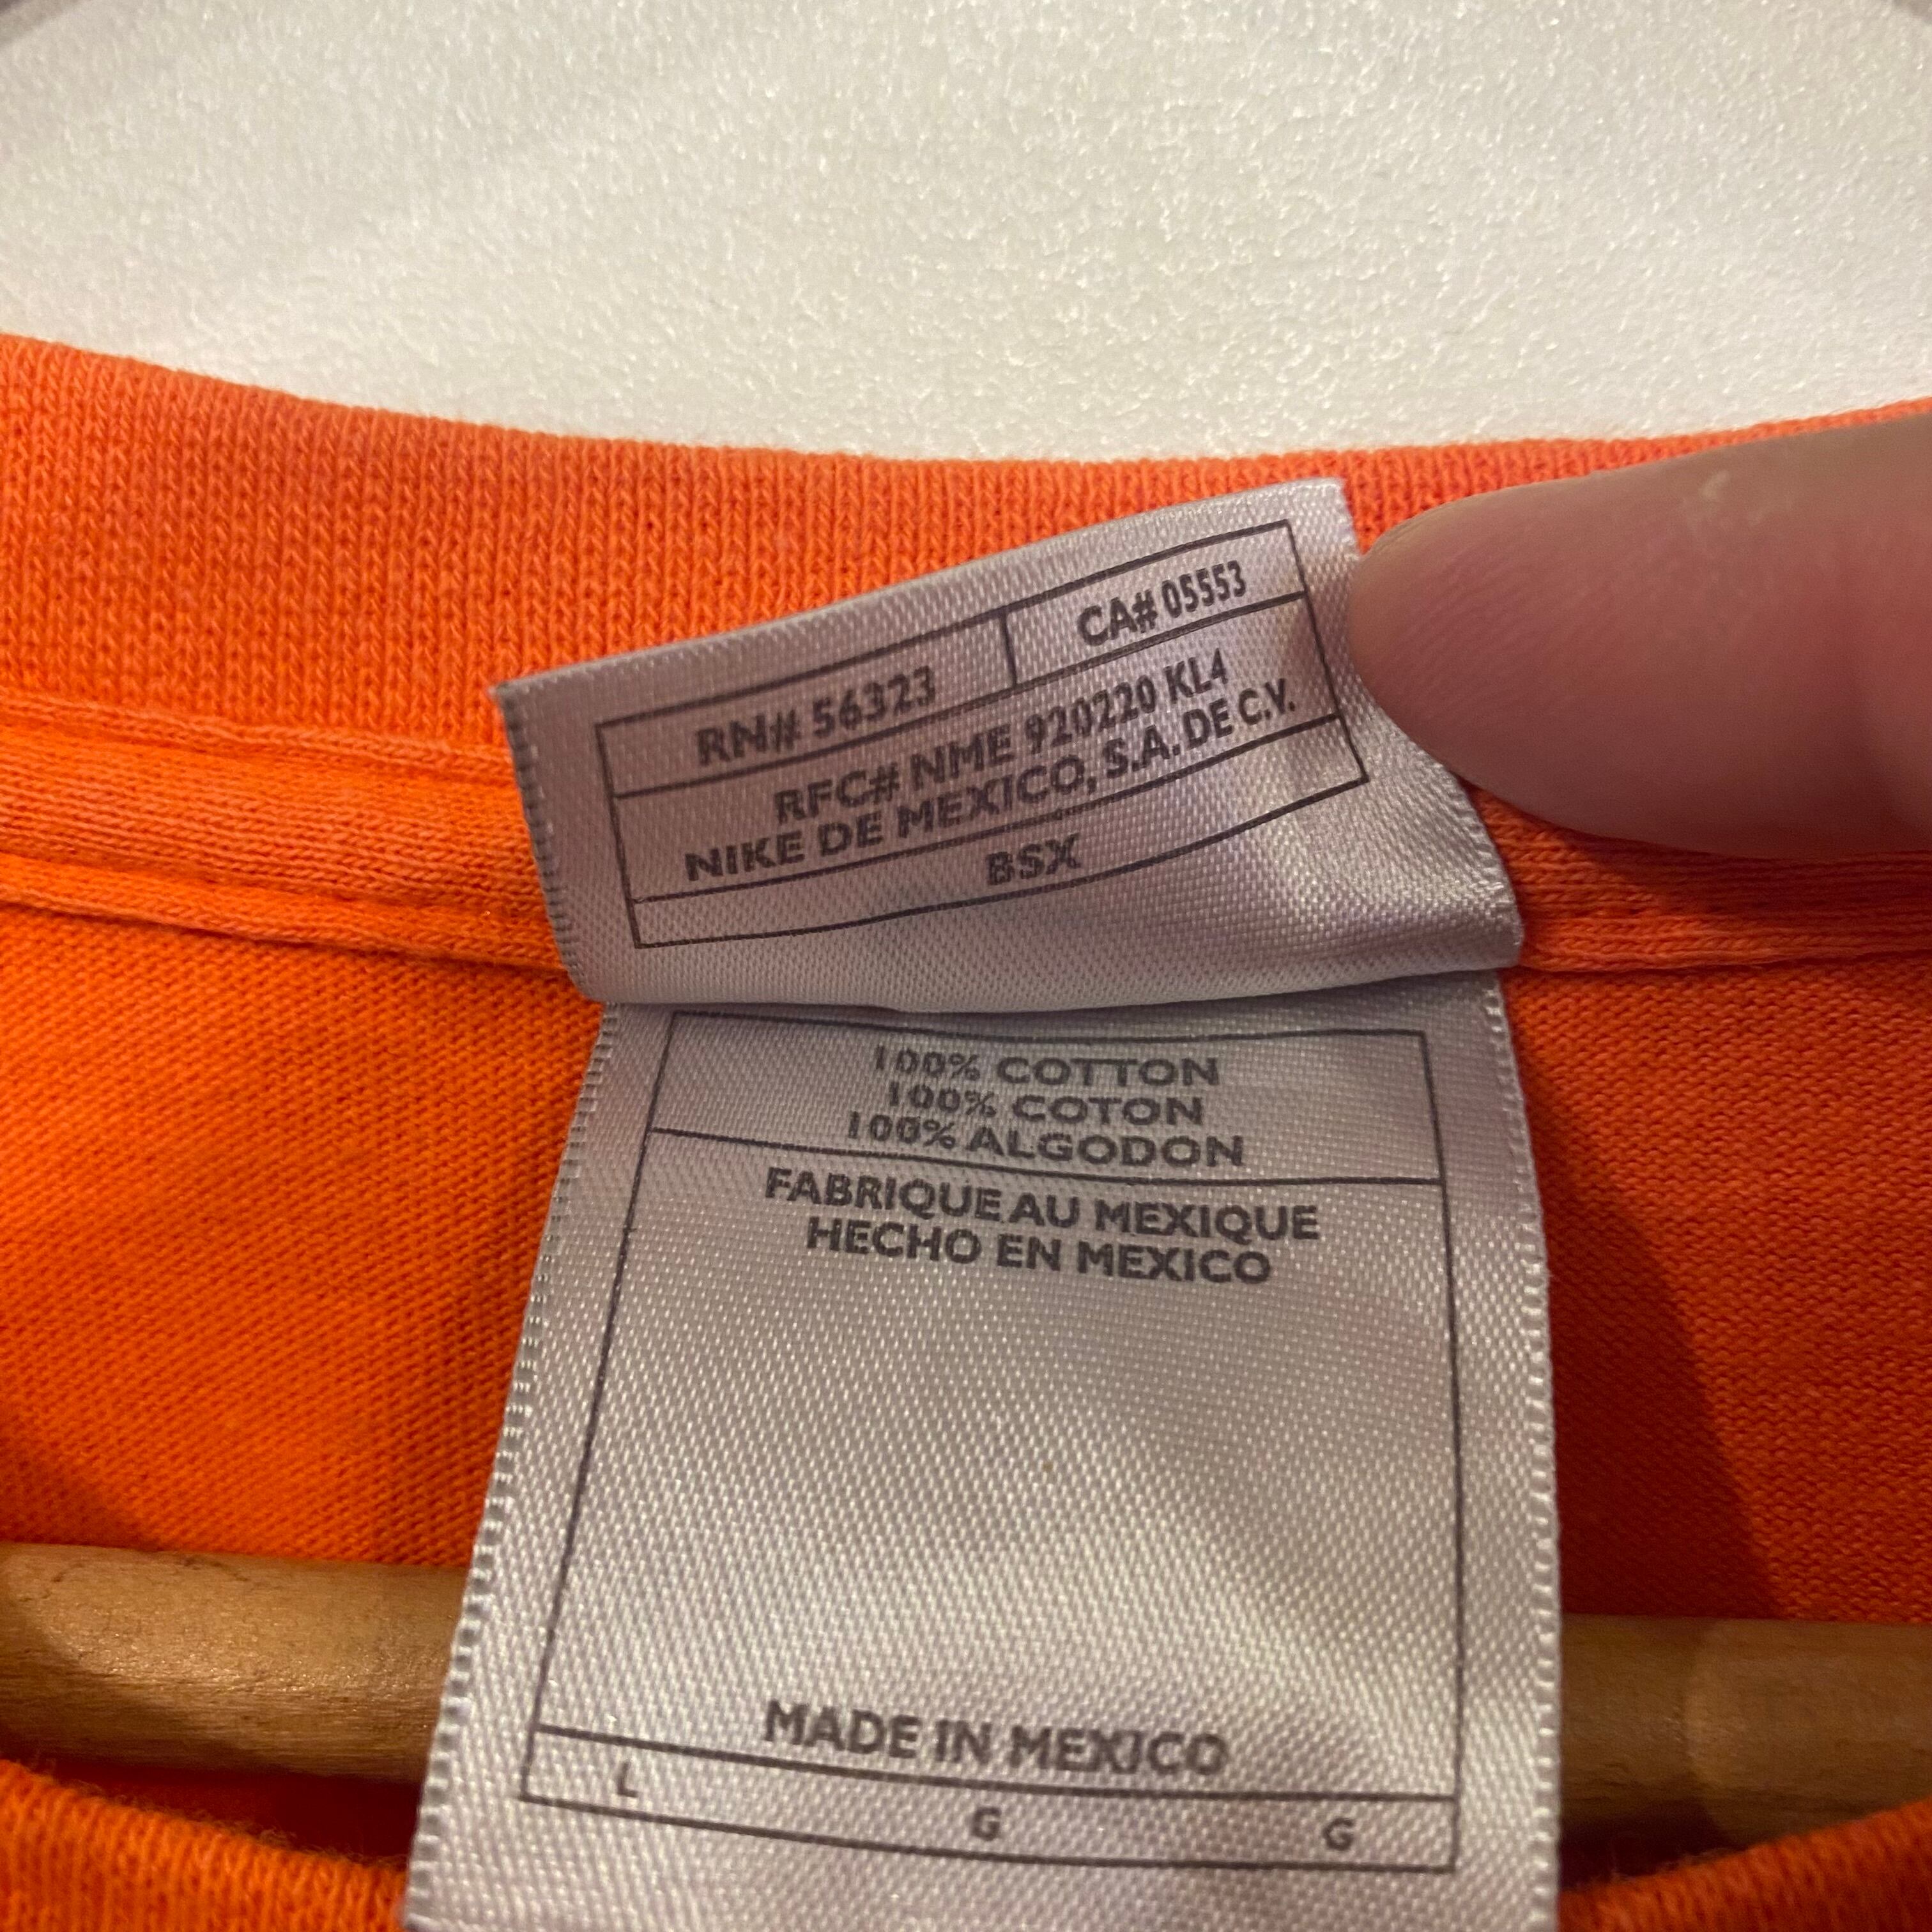 RN# 56323 CA# 05553
RFC# NME 920220 KL4
NIKE DE MEXICO, S.A. DE C.V.
BSX
100% COTTON
100% COTON
100% ALGODON
FABRIQUE AU MEXIQUE
HECHO EN MEXICO
MADE IN MEXICO
L G G